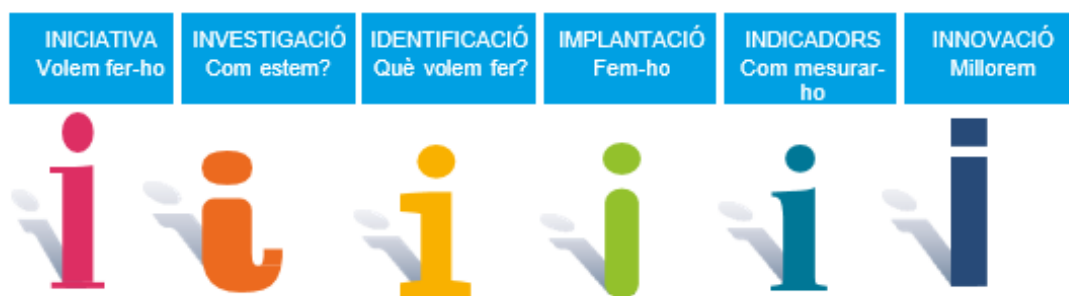 INICIATIVA
Volem fer-ho
INVESTIGACIÓ
Com estem?
IDENTIFICACIÓ
Què volem fer?
IMPLANTACIÓ
Fem-ho
INDICADORS
Com mesurar-
ho
INNOVACIÓ
Millorem
i
i
i
i
i
i